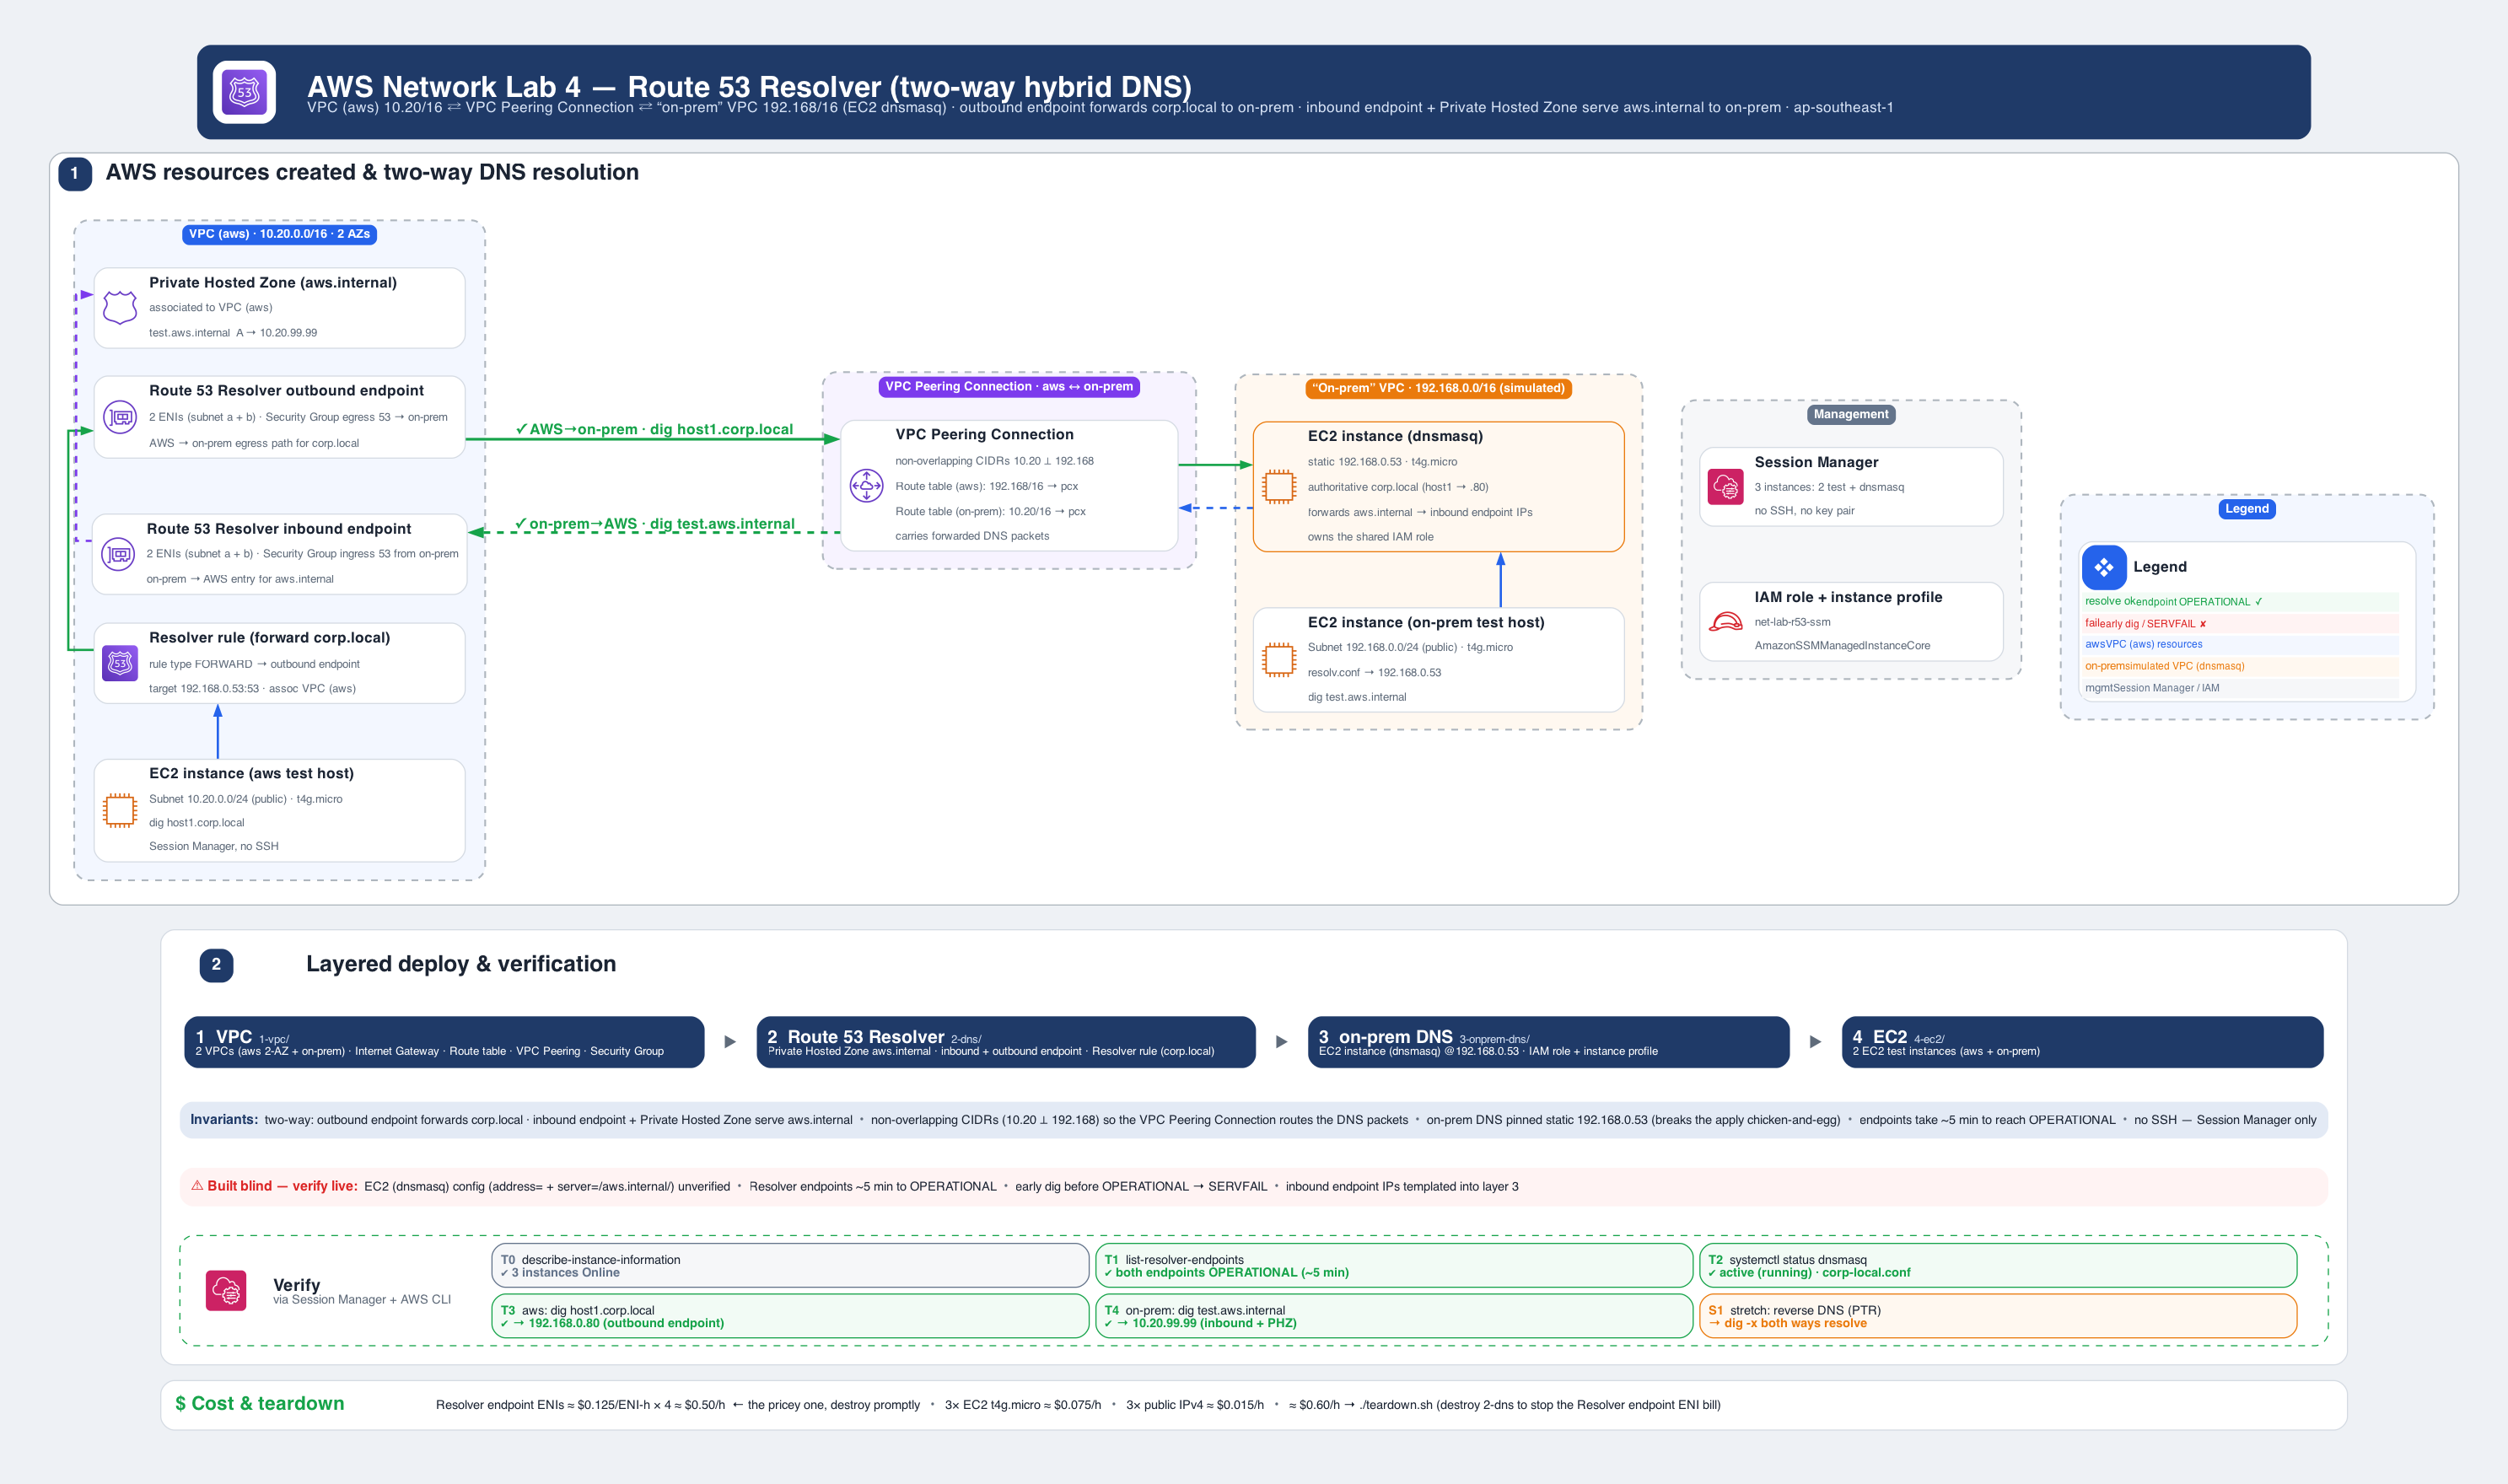 53
AWS Network Lab 4 — Route 53 Resolver (two-way hybrid DNS)
VPC (aws) 10.20/16 ⇄ VPC Peering Connection ⇄ “on-prem” VPC 192.168/16 (EC2 dnsmasq) · outbound endpoint forwards corp.local to on-prem · inbound endpoint + Private Hosted Zone serve aws.internal to on-prem · ap-southeast-1
1 AWS resources created & two-way DNS resolution
VPC (aws) · 10.20.0.0/16 · 2 AZs
Private Hosted Zone (aws.internal)
associated to VPC (aws)
test.aws.internal A → 10.20.99.99
Route 53 Resolver outbound endpoint
2 ENIs (subnet a + b) · Security Group egress 53 → on-prem
AWS → on-prem egress path for corp.local
Route 53 Resolver inbound endpoint
2 ENIs (subnet a + b) · Security Group ingress 53 from on-prem
on-prem → AWS entry for aws.internal
53
Resolver rule (forward corp.local)
rule type FORWARD → outbound endpoint
target 192.168.0.53:53 · assoc VPC (aws)
EC2 instance (aws test host)
Subnet 10.20.0.0/24 (public) · t4g.micro
dig host1.corp.local
Session Manager, no SSH
✓ AWS→on-prem · dig host1.corp.local
✓ on-prem→AWS · dig test.aws.internal
VPC Peering Connection · aws ↔ on-prem
VPC Peering Connection
non-overlapping CIDRs 10.20 ⊥ 192.168
Route table (aws): 192.168/16 → pcx
Route table (on-prem): 10.20/16 → pcx
carries forwarded DNS packets
“On-prem” VPC · 192.168.0.0/16 (simulated)
EC2 instance (dnsmasq)
static 192.168.0.53 · t4g.micro
authoritative corp.local (host1 → .80)
forwards aws.internal → inbound endpoint IPs
owns the shared IAM role
EC2 instance (on-prem test host)
Subnet 192.168.0.0/24 (public) · t4g.micro
resolv.conf → 192.168.0.53
dig test.aws.internal
Management
Session Manager
3 instances: 2 test + dnsmasq
no SSH, no key pair
IAM role + instance profile
net-lab-r53-ssm
AmazonSSMManagedInstanceCore
Legend
Legend
resolve okendpoint OPERATIONAL ✓
failearly dig / SERVFAIL ✘
awsVPC (aws) resources
on-premsimulated VPC (dnsmasq)
mgmtSession Manager / IAM
2 Layered deploy & verification
1 VPC 1-vpc/
2 VPCs (aws 2-AZ + on-prem) · Internet Gateway · Route table · VPC Peering · Security Group
2 Route 53 Resolver 2-dns/
Private Hosted Zone aws.internal · inbound + outbound endpoint · Resolver rule (corp.local)
3 on-prem DNS 3-onprem-dns/
EC2 instance (dnsmasq) @192.168.0.53 · IAM role + instance profile
4 EC2 4-ec2/
2 EC2 test instances (aws + on-prem)
Invariants: two-way: outbound endpoint forwards corp.local · inbound endpoint + Private Hosted Zone serve aws.internal • non-overlapping CIDRs (10.20 ⊥ 192.168) so the VPC Peering Connection routes the DNS packets • on-prem DNS pinned static 192.168.0.53 (breaks the apply chicken-and-egg) • endpoints take ~5 min to reach OPERATIONAL • no SSH — Session Manager only
⚠ Built blind — verify live: EC2 (dnsmasq) config (address= + server=/aws.internal/) unverified • Resolver endpoints ~5 min to OPERATIONAL • early dig before OPERATIONAL → SERVFAIL • inbound endpoint IPs templated into layer 3
Verify
via Session Manager + AWS CLI
T0 describe-instance-information
✓ 3 instances Online
T1 list-resolver-endpoints
✓ both endpoints OPERATIONAL (~5 min)
T2 systemctl status dnsmasq
✓ active (running) · corp-local.conf
T3 aws: dig host1.corp.local
✓ → 192.168.0.80 (outbound endpoint)
T4 on-prem: dig test.aws.internal
✓ → 10.20.99.99 (inbound + PHZ)
S1 stretch: reverse DNS (PTR)
→ dig -x both ways resolve
$ Cost & teardown
Resolver endpoint ENIs ≈ $0.125/ENI-h × 4 ≈ $0.50/h ← the pricey one, destroy promptly • 3× EC2 t4g.micro ≈ $0.075/h • 3× public IPv4 ≈ $0.015/h • ≈ $0.60/h → ./teardown.sh (destroy 2-dns to stop the Resolver endpoint ENI bill)